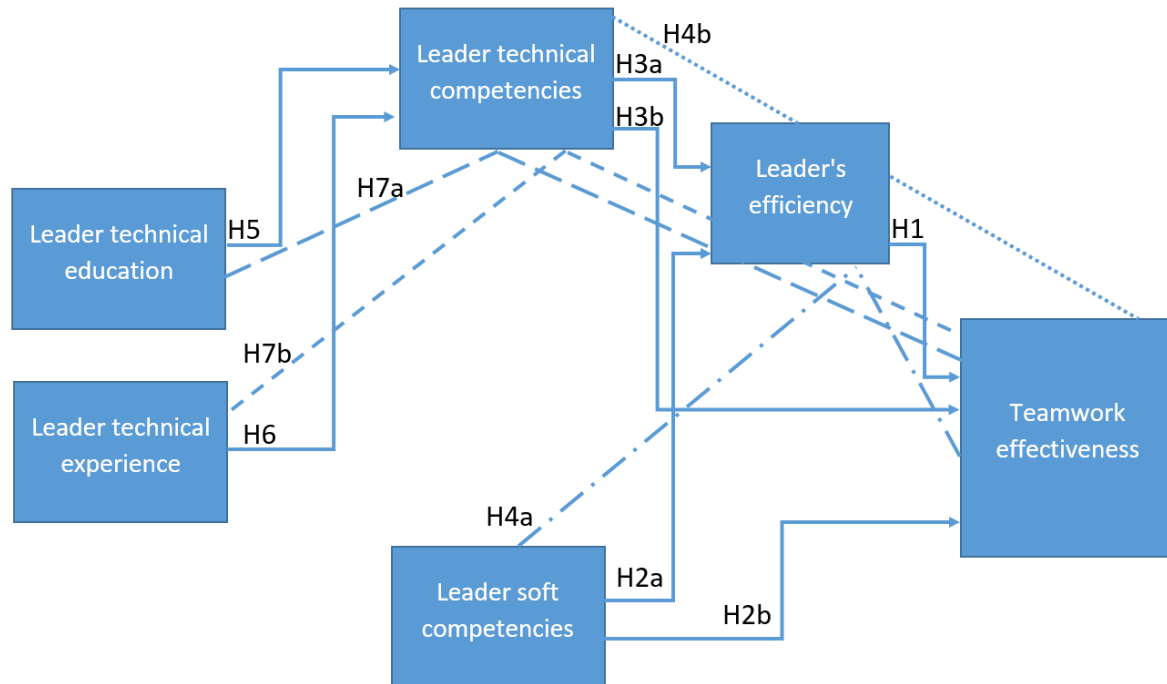 Leader technical
competencies
H4b
H3a
H3b
Leader's
efficiency
H7a
H5
H1
Leader technical
education
H7b
H6
Leader technical
experience
Teamwork
effectiveness
H4a
H2a
H2b
Leader soft
competencies